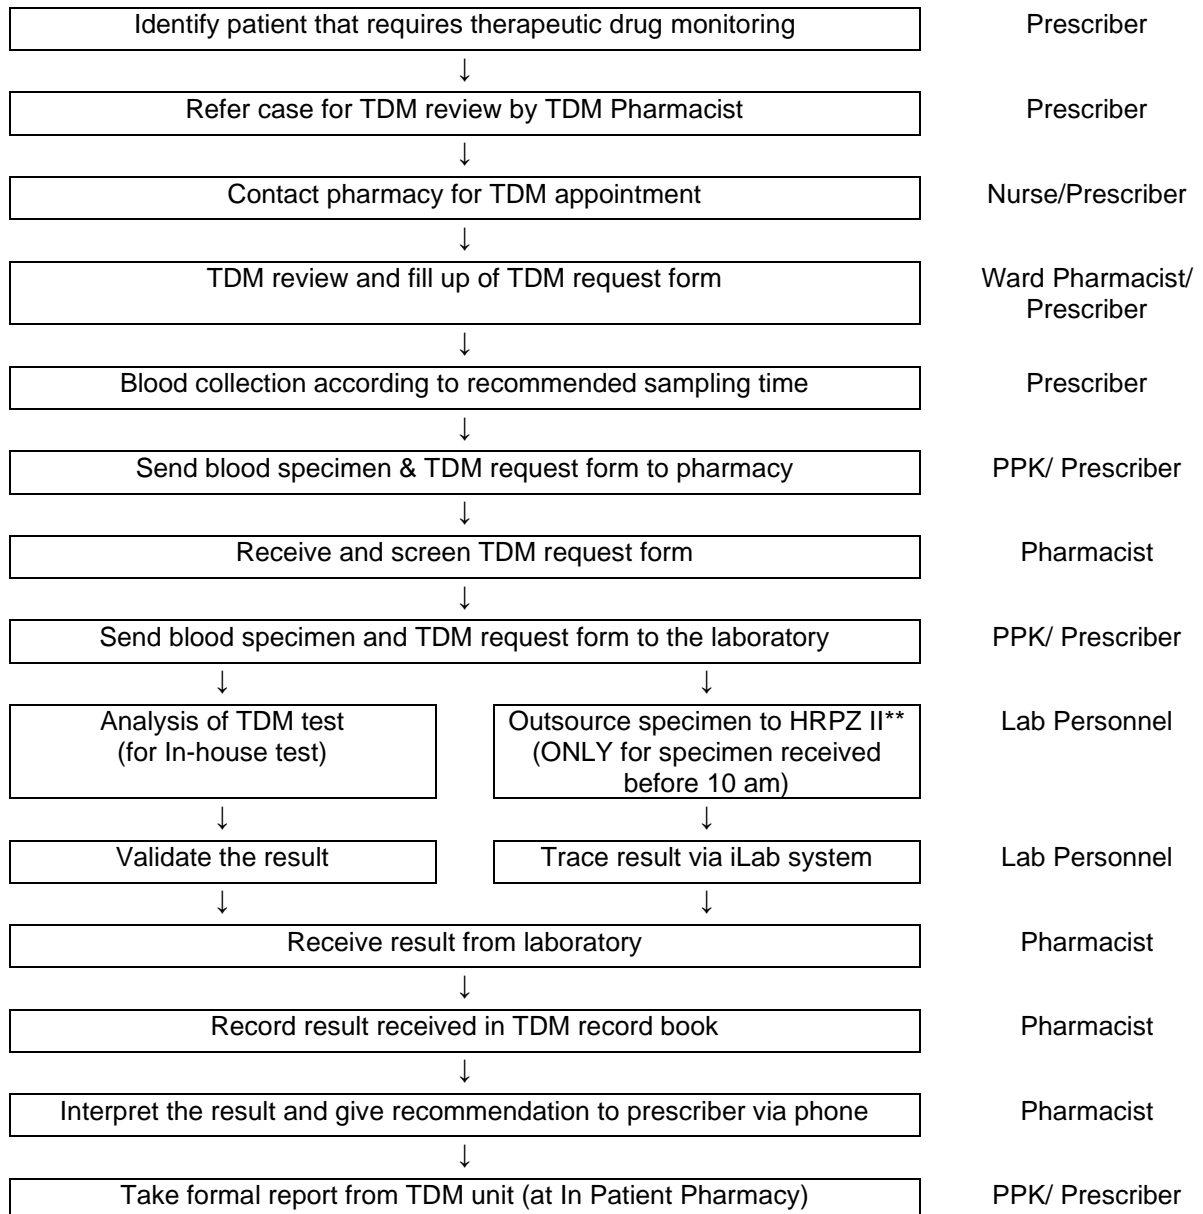 Identify patient that requires therapeutic drug monitoring Prescriber
↓
Refer case for TDM review by TDM Pharmacist Prescriber
↓
Contact pharmacy for TDM appointment Nurse/Prescriber
↓
TDM review and fill up of TDM request form Ward Pharmacist/
Prescriber
↓
Blood collection according to recommended sampling time Prescriber
↓
Send blood specimen & TDM request form to pharmacy PPK/ Prescriber
↓
Receive and screen TDM request form Pharmacist
↓
Send blood specimen and TDM request form to the laboratory PPK/ Prescriber
↓ ↓
Analysis of TDM test Outsource specimen to HRPZ II** Lab Personnel
(for In-house test) (ONLY for specimen received
before 10 am)
↓ ↓
Validate the result Trace result via iLab system Lab Personnel
↓ ↓
Receive result from laboratory Pharmacist
↓
Record result received in TDM record book Pharmacist
↓
Interpret the result and give recommendation to prescriber via phone Pharmacist
↓
Take formal report from TDM unit (at In Patient Pharmacy) PPK/ Prescriber